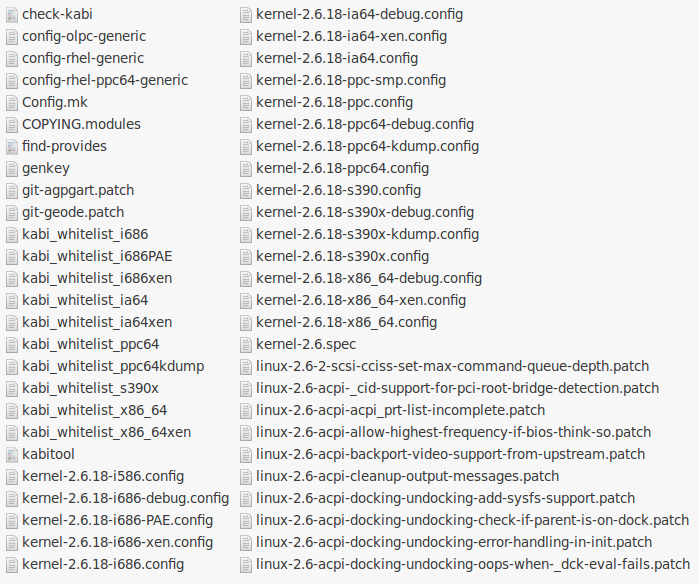 check-kabi
config-olpc-generic
config-rhel-generic
config-rhel-ppc64-generic
Config.mk
COPYING.modules
find-provides
genkey
git-agpgart.patch
git-geode.patch
kabi_whitelist_i686
kabi_whitelist_i686PAE
kabi_whitelist_i686xen
kabi_whitelist_ia64
kabi_whitelist_ia64xen
kabi_whitelist_ppc64
kabi_whitelist_ppc64kdump
kabi_whitelist_s390x
kabi_whitelist_x86_64
kabi_whitelist_x86_64xen
kabitool
kernel-2.6.18-i586.config
kernel-2.6.18-i686-debug.config
kernel-2.6.18-i686-PAE.config
kernel-2.6.18-i686-xen.config
kernel-2.6.18-i686.config
kernel-2.6.18-ia64-debug.config
kernel-2.6.18-ia64-xen.config
kernel-2.6.18-ia64.config
kernel-2.6.18-ppc-smp.config
kernel-2.6.18-ppc.config
kernel-2.6.18-ppc64-debug.config
kernel-2.6.18-ppc64-kdump.config
kernel-2.6.18-ppc64.config
kernel-2.6.18-s390.config
kernel-2.6.18-s390x-debug.config
kernel-2.6.18-s390x-kdump.config
kernel-2.6.18-s390x.config
kernel-2.6.18-x86_64-debug.config
kernel-2.6.18-x86_64-xen.config
kernel-2.6.18-x86_64.config
kernel-2.6.spec
linux-2.6-2-scsi-cciss-set-max-command-queue-depth.patch
linux-2.6-acpi-_cid-support-for-pci-root-bridge-detection.patch
linux-2.6-acpi-acpi_prt-list-incomplete.patch
linux-2.6-acpi-allow-highest-frequency-if-bios-think-so.patch
linux-2.6-acpi-backport-video-support-from-upstream.patch
linux-2.6-acpi-cleanup-output-messages.patch
linux-2.6-acpi-docking-undocking-add-sysfs-support.patch
linux-2.6-acpi-docking-undocking-check-if-parent-is-on-dock.patch
linux-2.6-acpi-docking-undocking-error-handling-in-init.patch
linux-2.6-acpi-docking-undocking-oops-when-_dck-eval-fails.patch